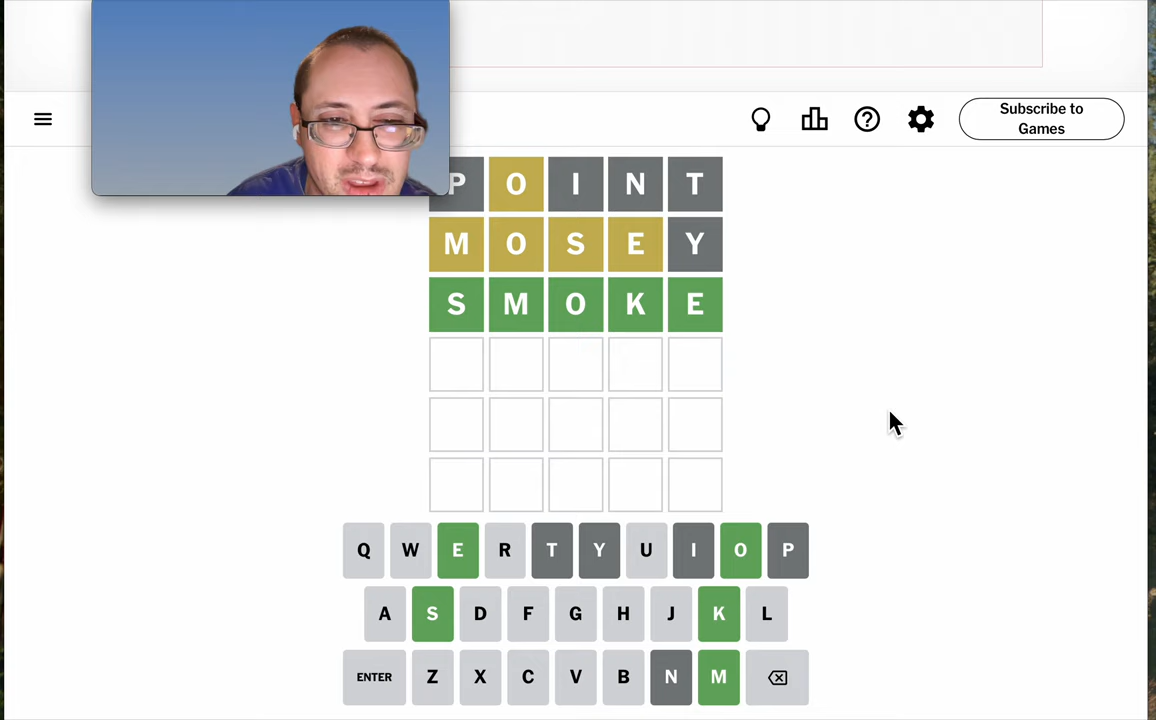 Subscribe to
Games
P O I N T
M O S E Y
S M O K E
Q W E R T Y U I O P
A S D F G H J K L
ENTER Z X C V B N M